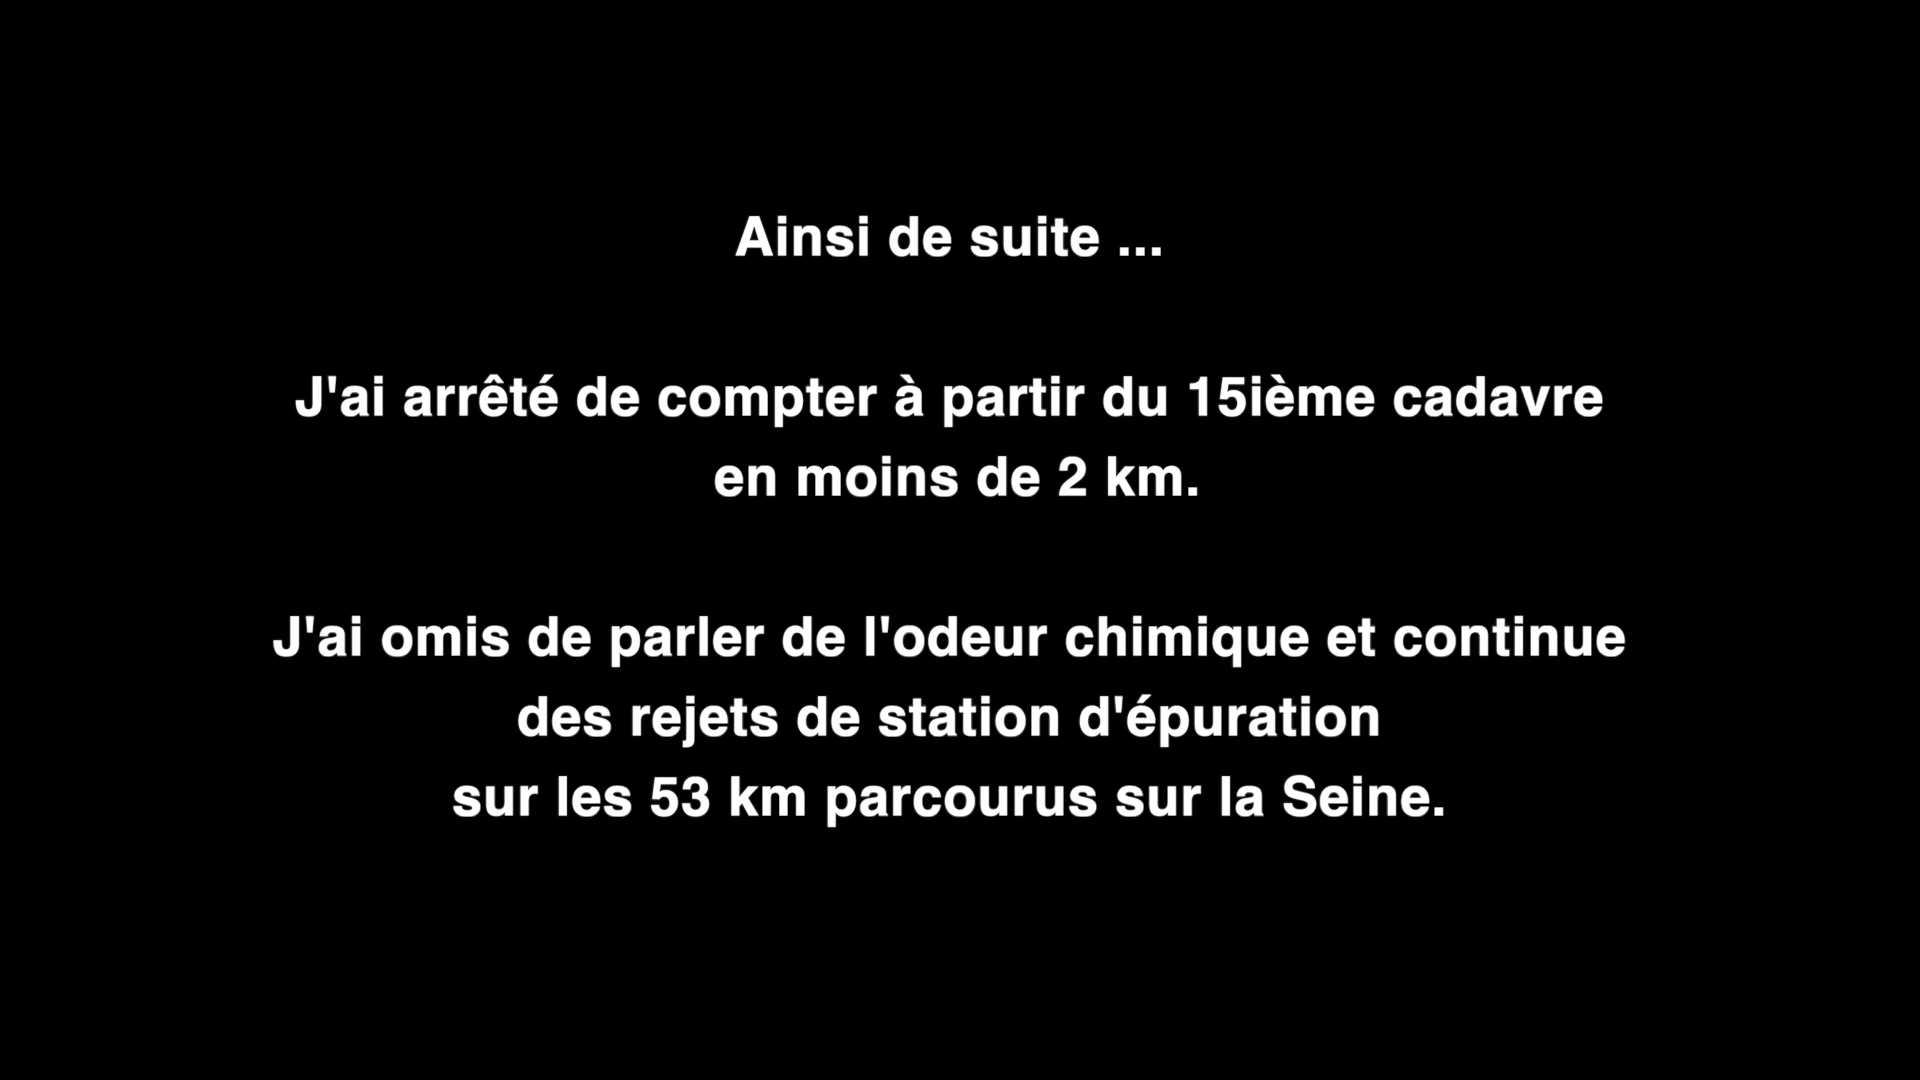 Ainsi de suite ...
J'ai arrêté de compter à partir du 15ième cadavre
en moins de 2 km.
J'ai omis de parler de l'odeur chimique et continue
des rejets de station d'épuration
sur les 53 km parcourus sur la Seine.